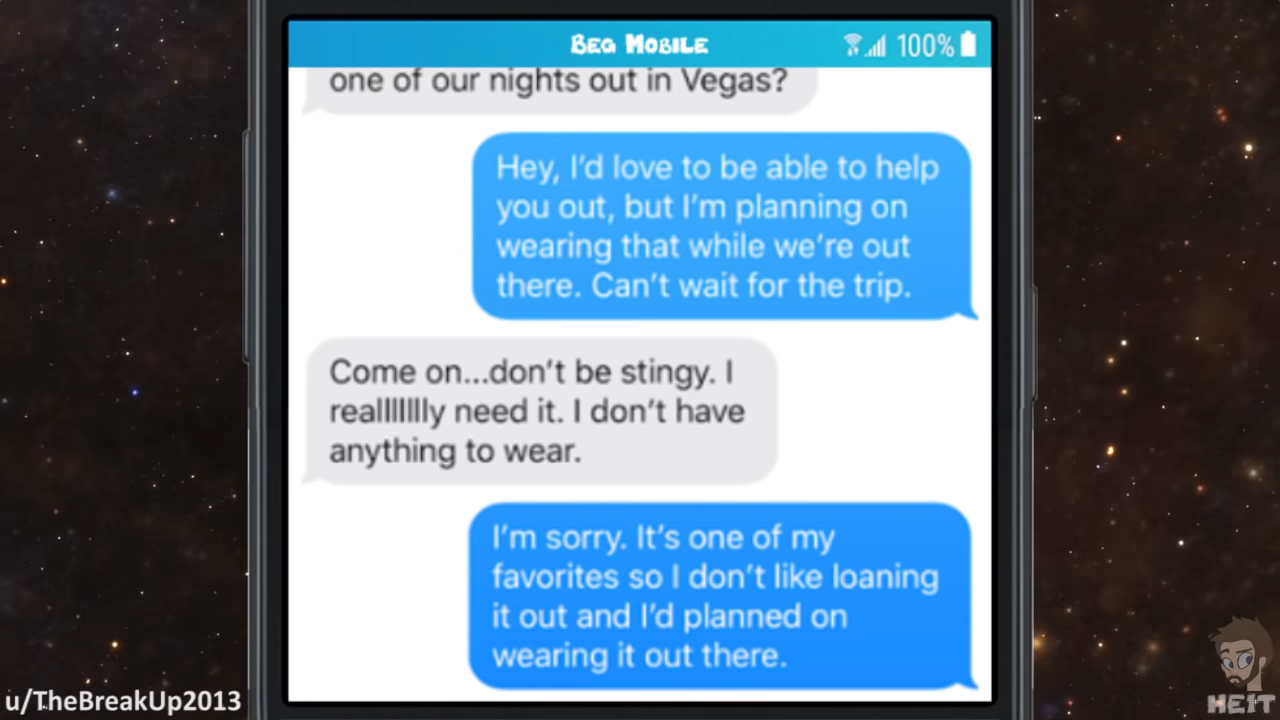 BEG MOBILE
100%
one of our nights out in Vegas?
Hey, I'd love to be able to help
you out, but I'm planning on
wearing that while we're out
there. Can't wait for the trip.
Come on...don't be stingy. I
reallllllly need it. I don't have
anything to wear.
I'm sorry. It's one of my
favorites so I don't like loaning
it out and I'd planned on
wearing it out there.
u/TheBreakUp2013
HEIT